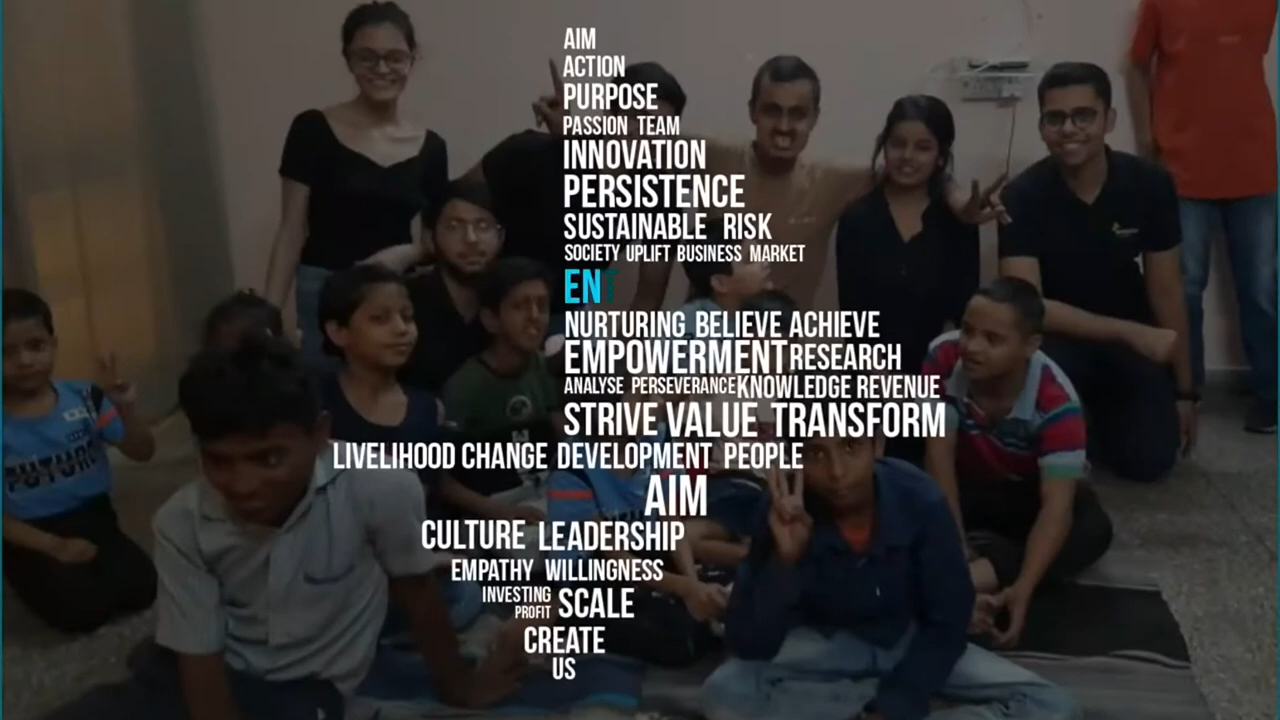 AIM
ACTION
PURPOSE
PASSION TEAM
INNOVATION
PERSISTENCE
SUSTAINABLE RISK
SOCIETY UPLIFT BUSINESS MARKET
ENT
NURTURING BELIEVE ACHIEVE
EMPOWERMENT RESEARCH
ANALYSE PERSEVERANCE KNOWLEDGE REVENUE
STRIVE VALUE TRANSFORM
LIVELIHOOD CHANGE DEVELOPMENT PEOPLE
AIM
CULTURE LEADERSHIP
EMPATHY WILLINGNESS
INVESTING
PROFIT SCALE
CREATE
US
FUTURE